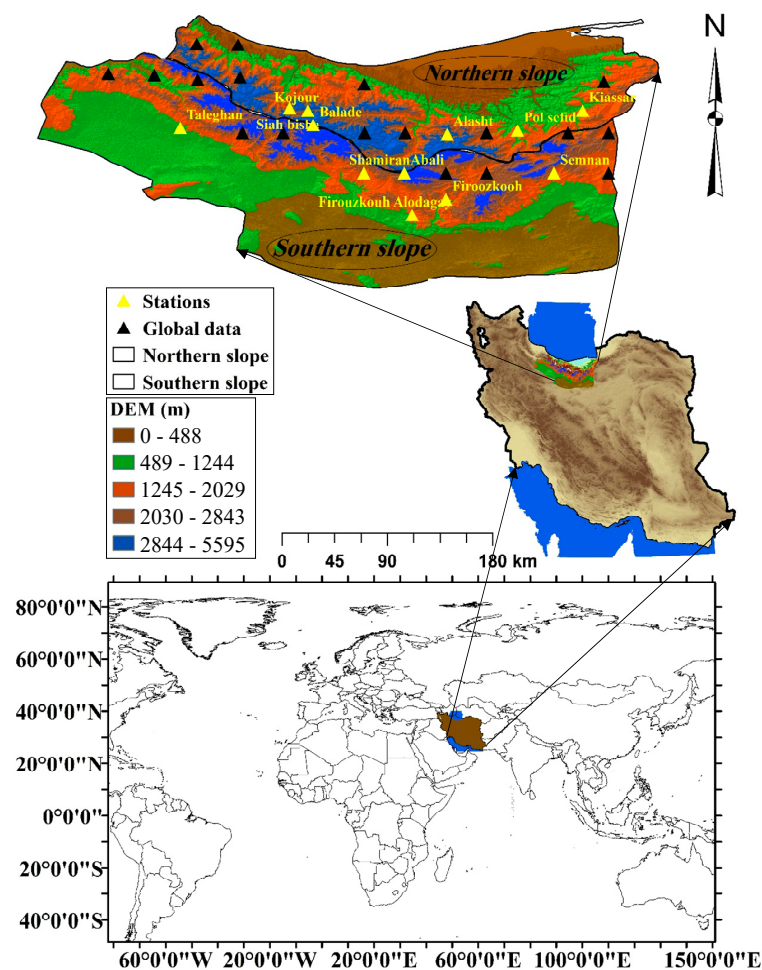 N
Northern slope
Kojour
Balade
Kiassar
Taleghan
Siah bishe
Alasht
Pol sefid
Shamiran
Abali
Semnan
Firoozkooh
Firouzkouh Alodaga
Southern slope
Stations
Global data
Northern slope
Southern slope
DEM (m)
0 - 488
489 - 1244
1245 - 2029
2030 - 2843
2844 - 5595
0 45 90 180 km
80°0'0"N
60°0'0"N
40°0'0"N
20°0'0"N
0°0'0"
20°0'0"S
40°0'0"S
60°0'0"W 20°0'0"W 20°0'0"E 60°0'0"E 100°0'0"E 150°0'0"E